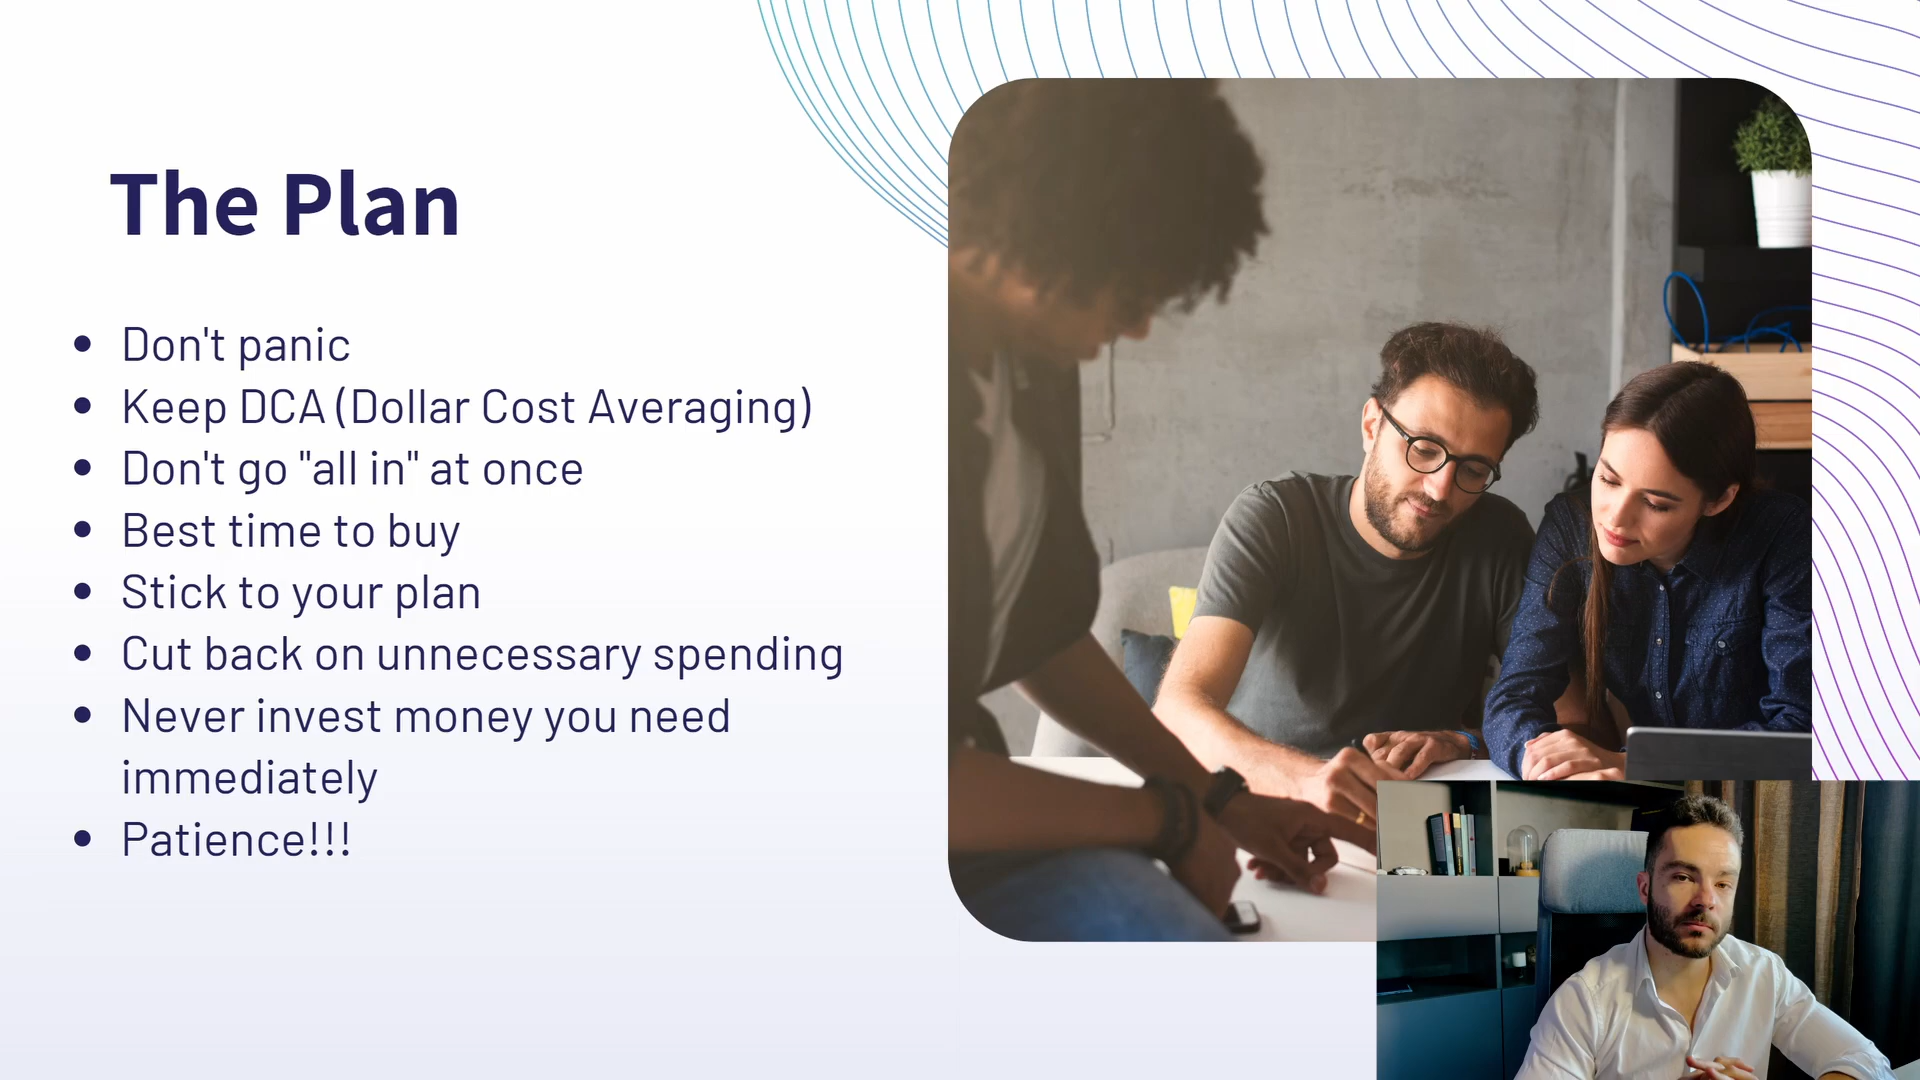 The Plan
Don't panic
Keep DCA (Dollar Cost Averaging)
Don't go "all in" at once
Best time to buy
Stick to your plan
Cut back on unnecessary spending
Never invest money you need
immediately
Patience!!!